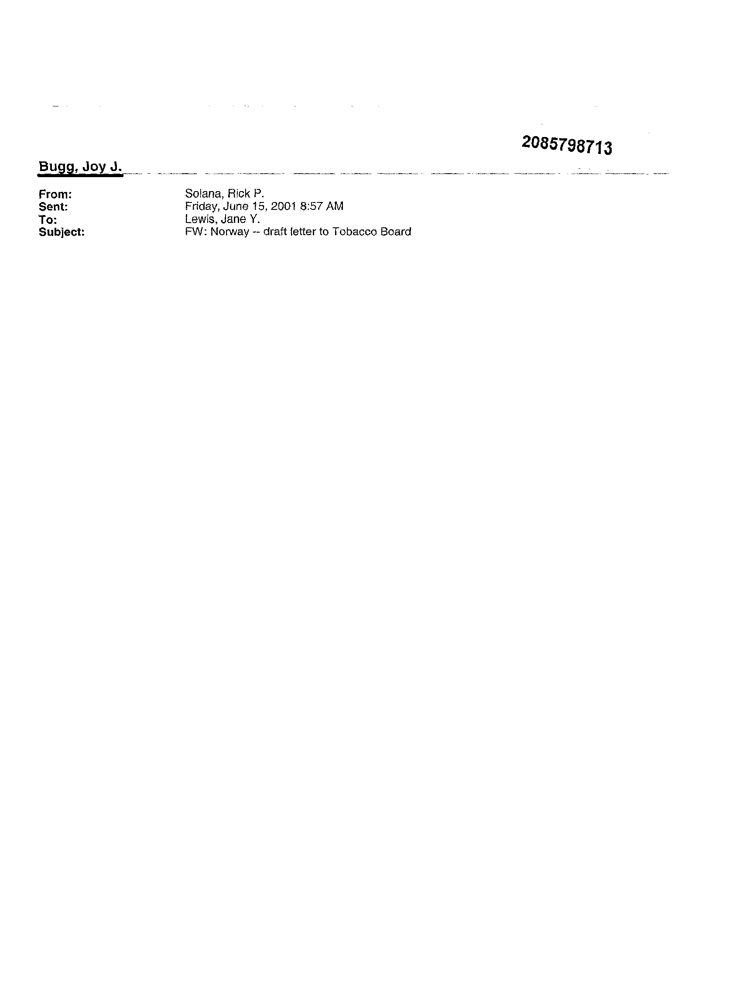 2085798713
Bugg, Joy J.
From: Solana, Rick P.
Sent: Friday, June 15, 2001 8:57 AM
To: Lewis, Jane Y.
Subject: FW: Norway -- draft letter to Tobacco Board